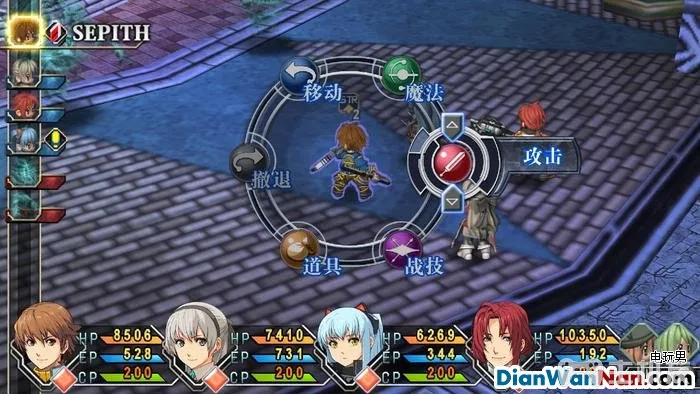 SEPITH
移动
魔法
STR
2
攻击
撤退
道具
战技
HP 8506
EP 528
CP 200
HP 7410
EP 731
CP 200
HP 6269
EP 344
CP 200
HP 10350
EP 192
CP 200
电玩男
DianWanNan.com